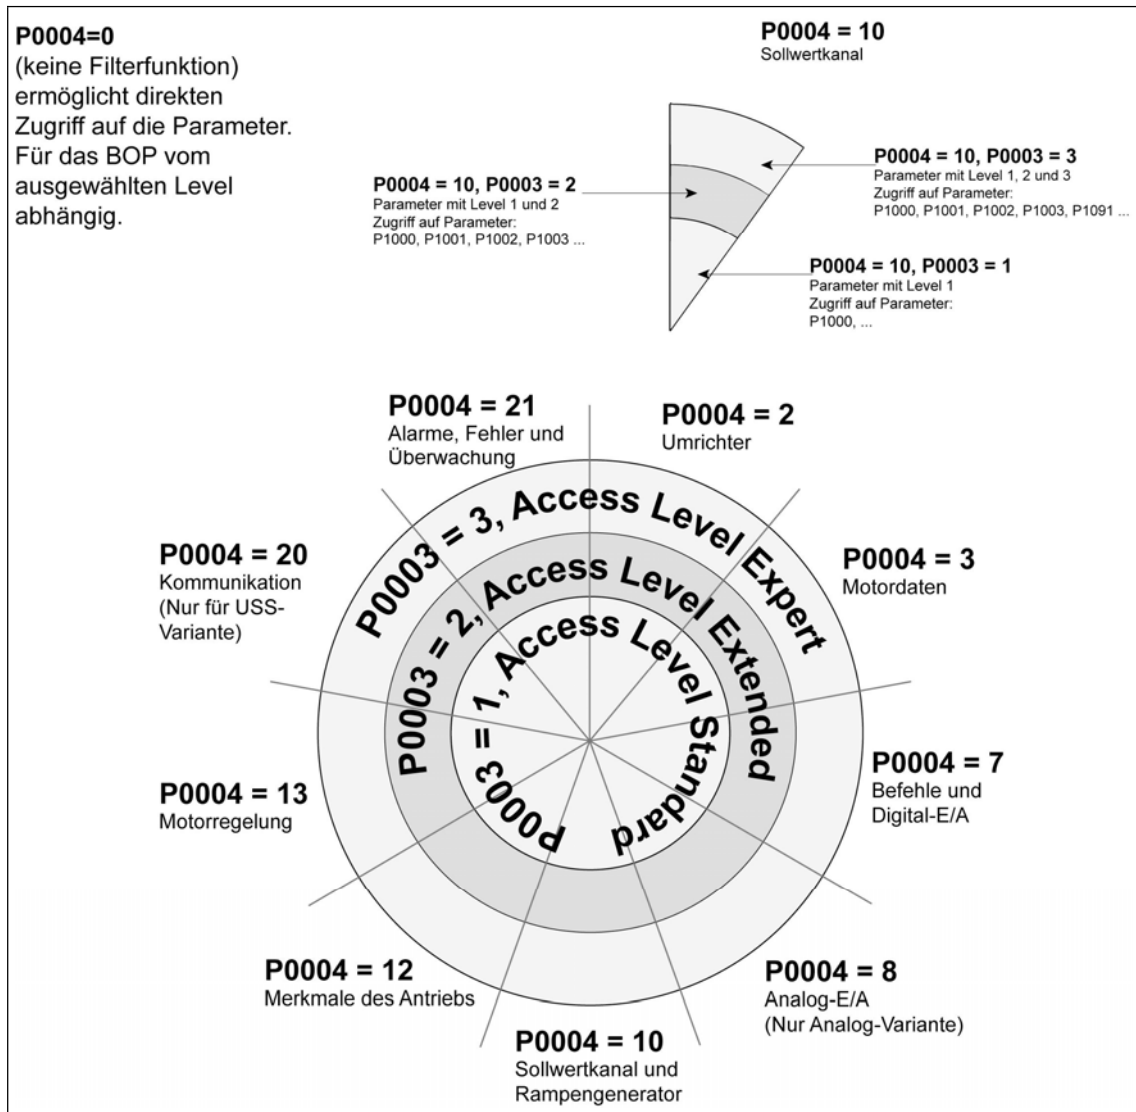 P0004=0
(keine Filterfunktion)
ermöglicht direkten
Zugriff auf die Parameter.
Für das BOP vom
ausgewählten Level
abhängig.
P0004 = 10
Sollwertkanal
P0004 = 10, P0003 = 2
Parameter mit Level 1 und 2
Zugriff auf Parameter:
P1000, P1001, P1002, P1003 ...
P0004 = 10, P0003 = 3
Parameter mit Level 1, 2 und 3
Zugriff auf Parameter:
P1000, P1001, P1002, P1003, P1091 ...
P0004 = 10, P0003 = 1
Parameter mit Level 1
Zugriff auf Parameter:
P1000, ...
P0004 = 21
Alarme, Fehler und
Überwachung
P0004 = 2
Umrichter
P0004 = 20
Kommunikation
(Nur für USS-
Variante)
P0004 = 3
Motordaten
P0003 = 3, Access Level Expert
P0003 = 2, Access Level Extended
P0003 = 1, Access Level Standard
P0004 = 13
Motorregelung
P0004 = 7
Befehle und
Digital-E/A
P0004 = 12
Merkmale des Antriebs
P0004 = 8
Analog-E/A
(Nur Analog-Variante)
P0004 = 10
Sollwertkanal und
Rampengenerator